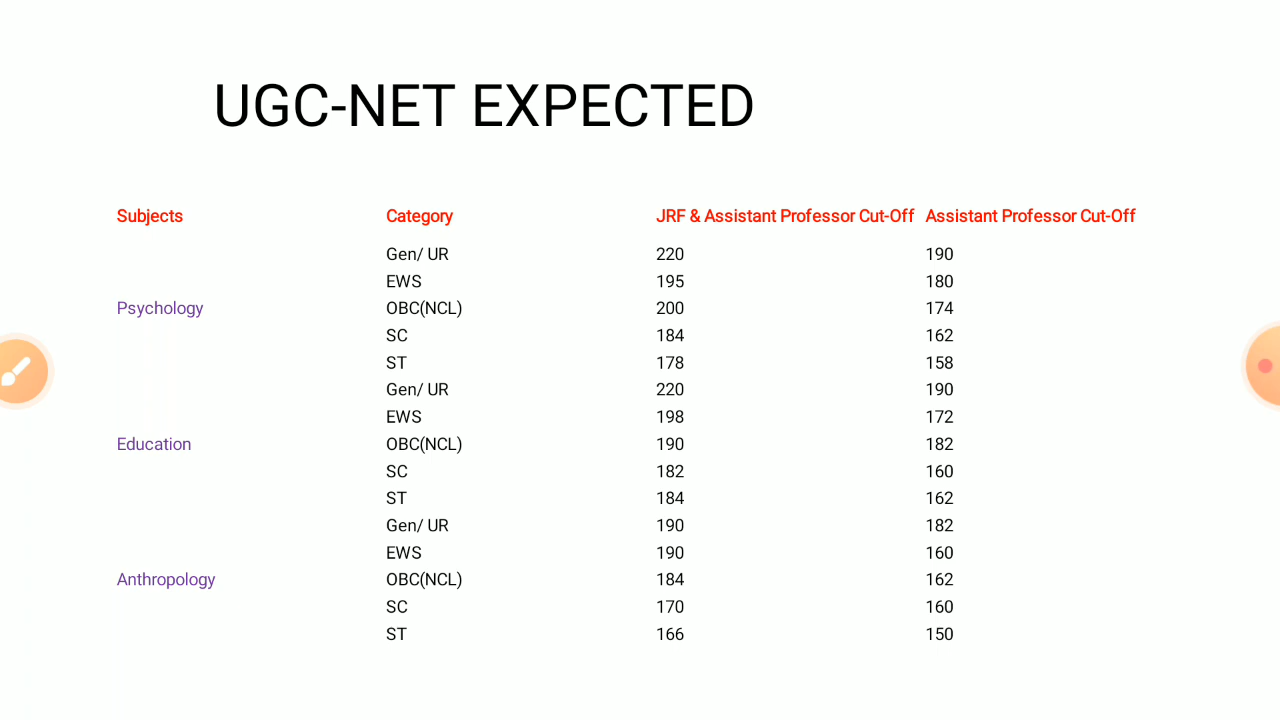 UGC-NET EXPECTED
Subjects Category JRF & Assistant Professor Cut-Off Assistant Professor Cut-Off
Gen/ UR 220 190
EWS 195 180
Psychology OBC(NCL) 200 174
SC 184 162
ST 178 158
Gen/ UR 220 190
EWS 198 172
Education OBC(NCL) 190 182
SC 182 160
ST 184 162
Gen/ UR 190 182
EWS 190 160
Anthropology OBC(NCL) 184 162
SC 170 160
ST 166 150